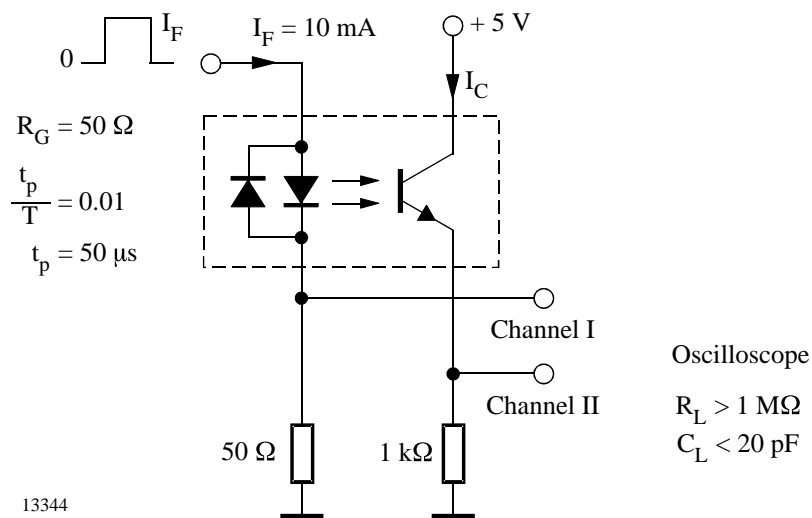 0
I_F
I_F = 10 mA
+ 5 V
I_C
R_G = 50 Ω
t_p
T
= 0.01
t_p = 50 μs
Channel I
Channel II
Oscilloscope
R_L > 1 MΩ
C_L < 20 pF
50 Ω
1 kΩ
13344